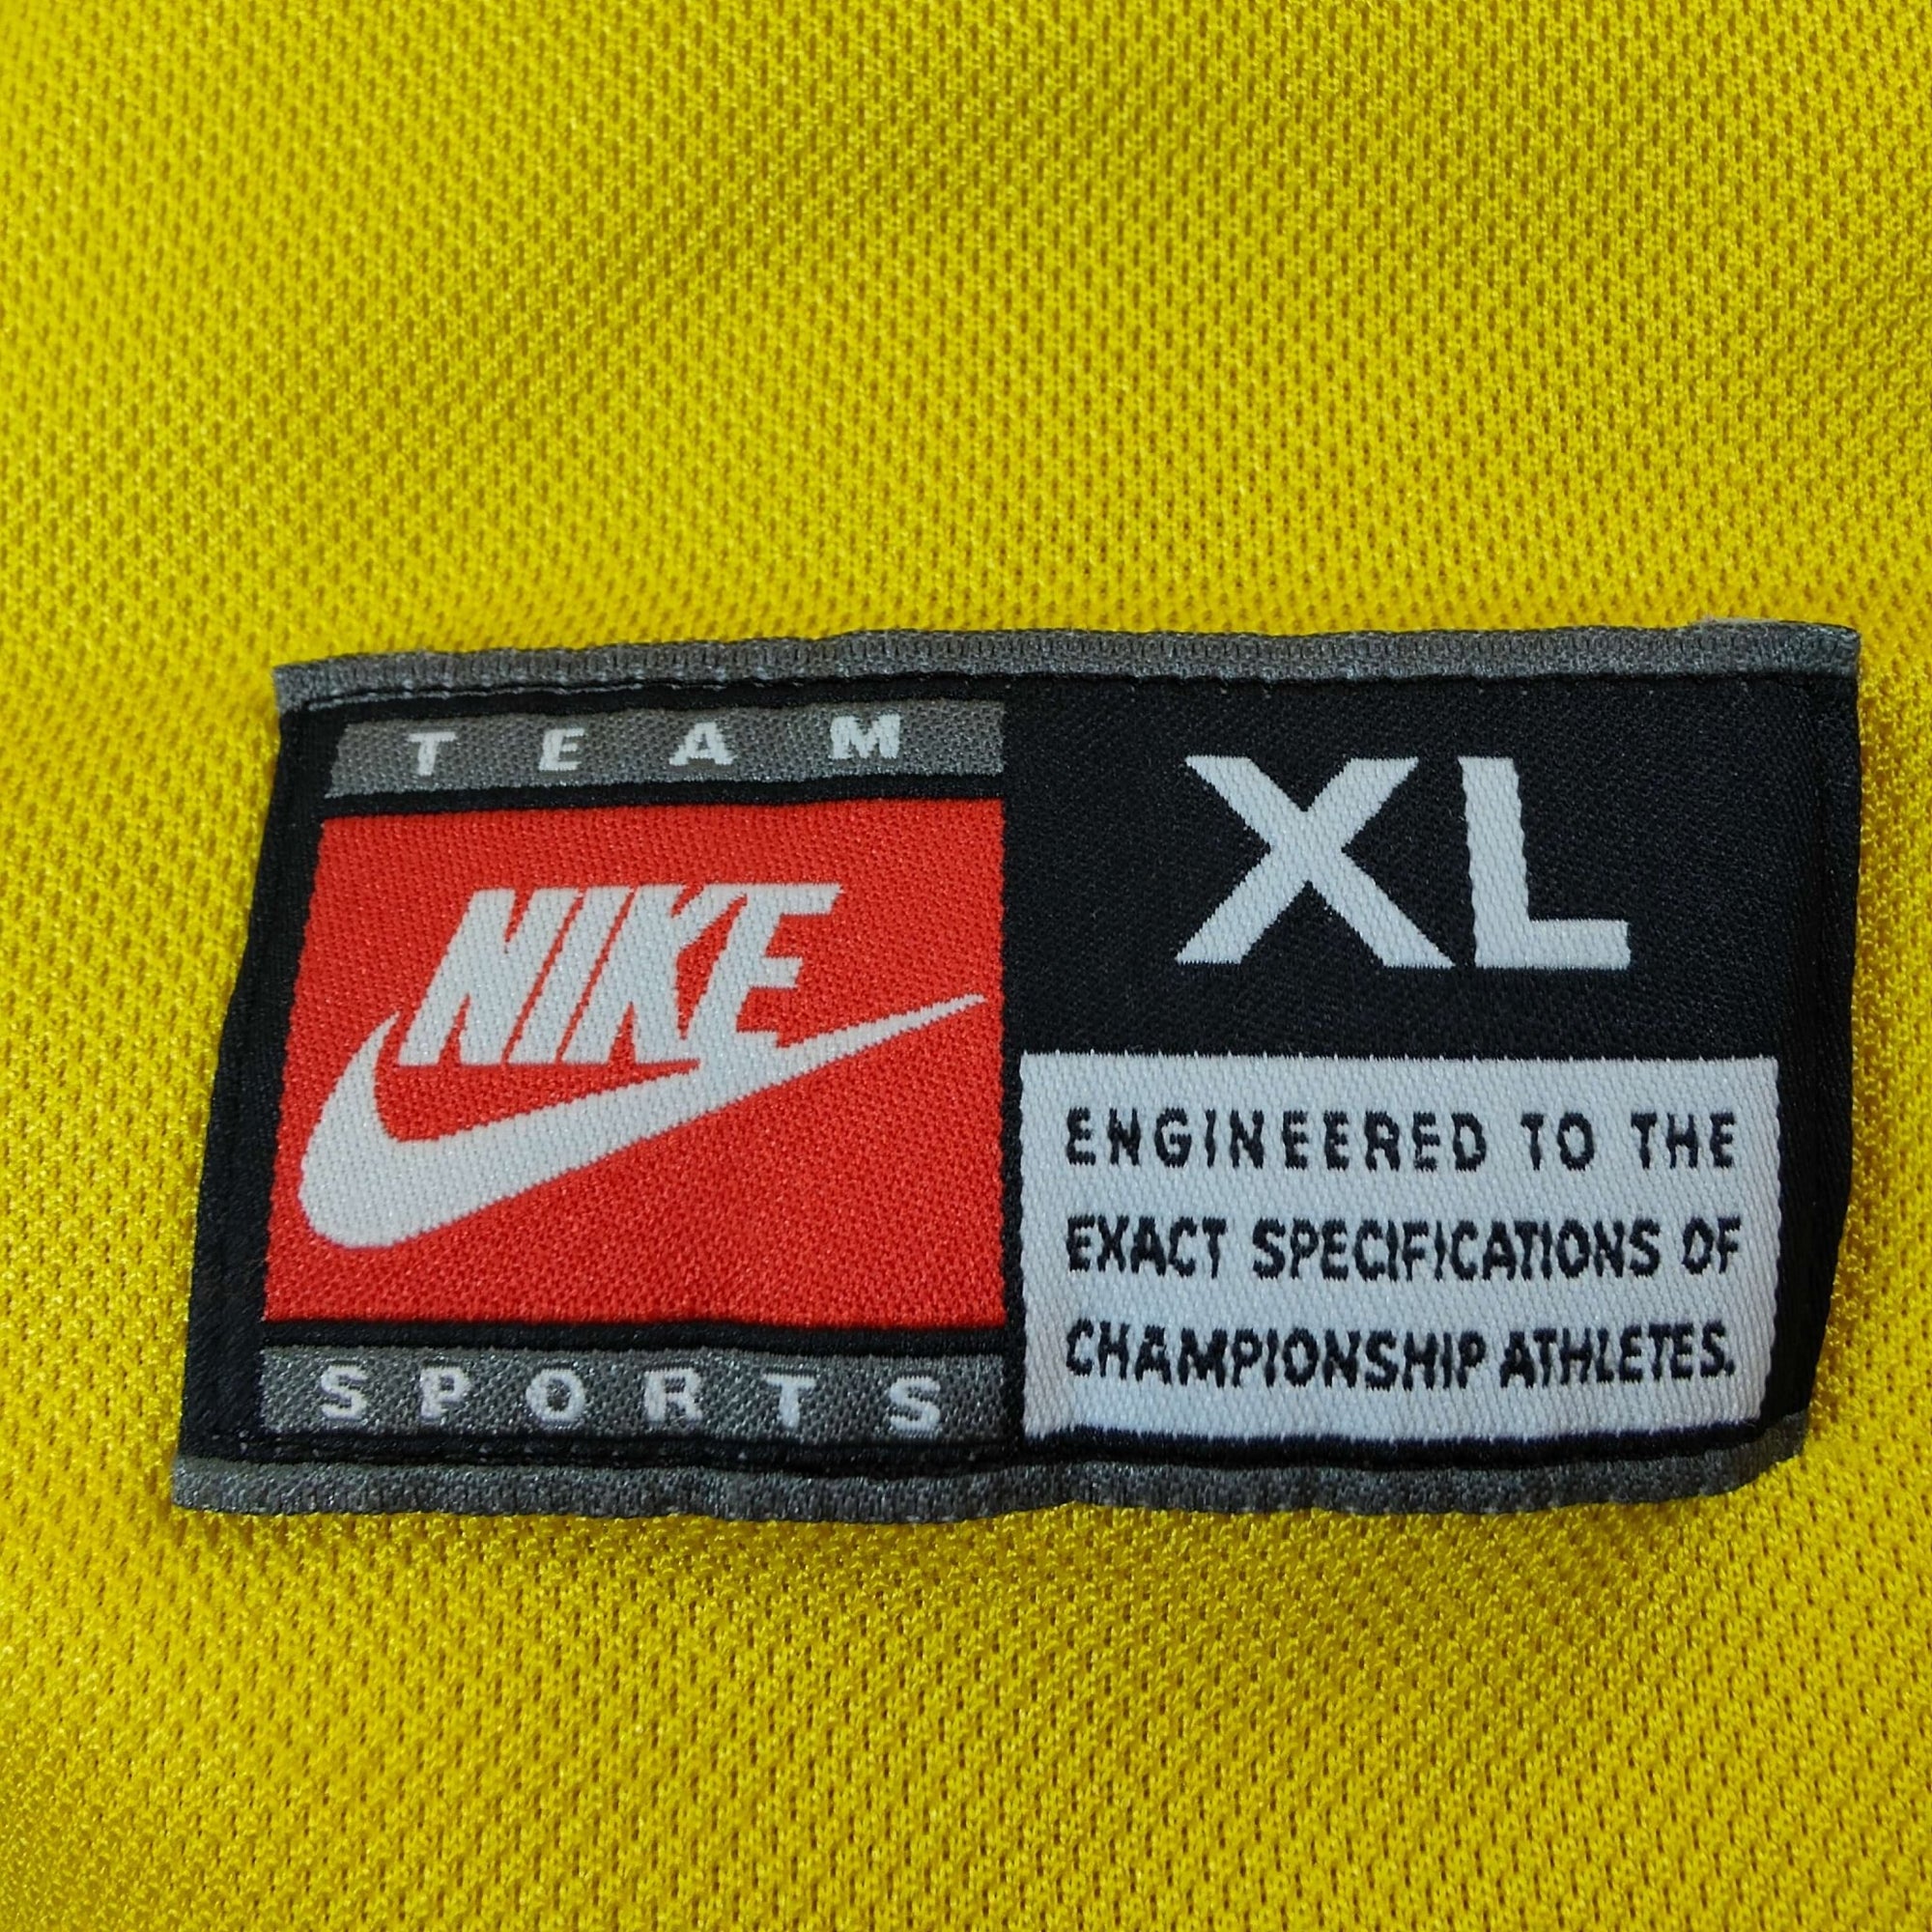 TEAM
NIKE
SPORTS
XL
ENGINEERED TO THE
EXACT SPECIFICATIONS OF
CHAMPIONSHIP ATHLETES.